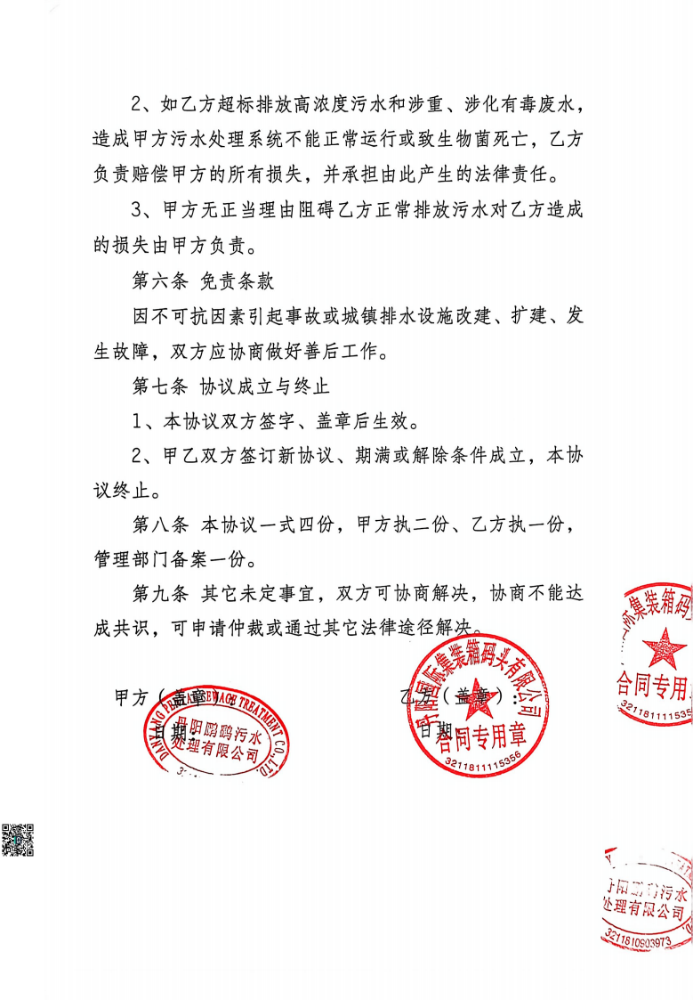 2、如乙方超标排放高浓度污水和涉重、涉化有毒废水，
造成甲方污水处理系统不能正常运行或致生物菌死亡，乙方
负责赔偿甲方的所有损失，并承担由此产生的法律责任。
3、甲方无正当理由阻碍乙方正常排放污水对乙方造成
的损失由甲方负责。
第六条 免责条款
因不可抗因素引起事故或城镇排水设施改建、扩建、发
生故障，双方应协商做好善后工作。
第七条 协议成立与终止
1、本协议双方签字、盖章后生效。
2、甲乙双方签订新协议、期满或解除条件成立，本协
议终止。
第八条 本协议一式四份，甲方执二份、乙方执一份，
管理部门备案一份。
第九条 其它未定事宜，双方可协商解决，协商不能达
成共识，可申请仲裁或通过其它法律途径解决。
际集装箱码
合同专用
32118111153
甲方（盖章）：
乙方（盖章）：
日期：
日期：
DANYANG SEWAGE TREATMENT CO.,LTD.
丹阳鹏鹞污水
处理有限公司
国际集装箱码头有限公司
合同专用章
3211811115356
丹阳鹏鹞污水
处理有限公司
3211810903973